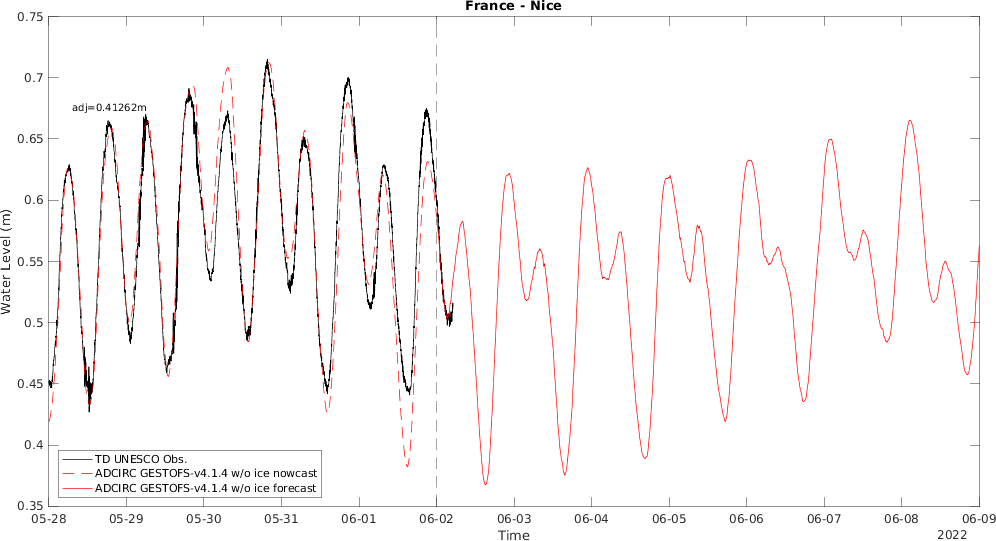 France - Nice
0.75
0.7
0.65
0.6
0.55
0.5
0.45
0.4
0.35
Water Level (m)
adj=0.41262m
TD UNESCO Obs.
ADCIRC GESTOFS-v4.1.4 w/o ice nowcast
ADCIRC GESTOFS-v4.1.4 w/o ice forecast
05-28 05-29 05-30 05-31 06-01 06-02 06-03 06-04 06-05 06-06 06-07 06-08 06-09
Time
2022